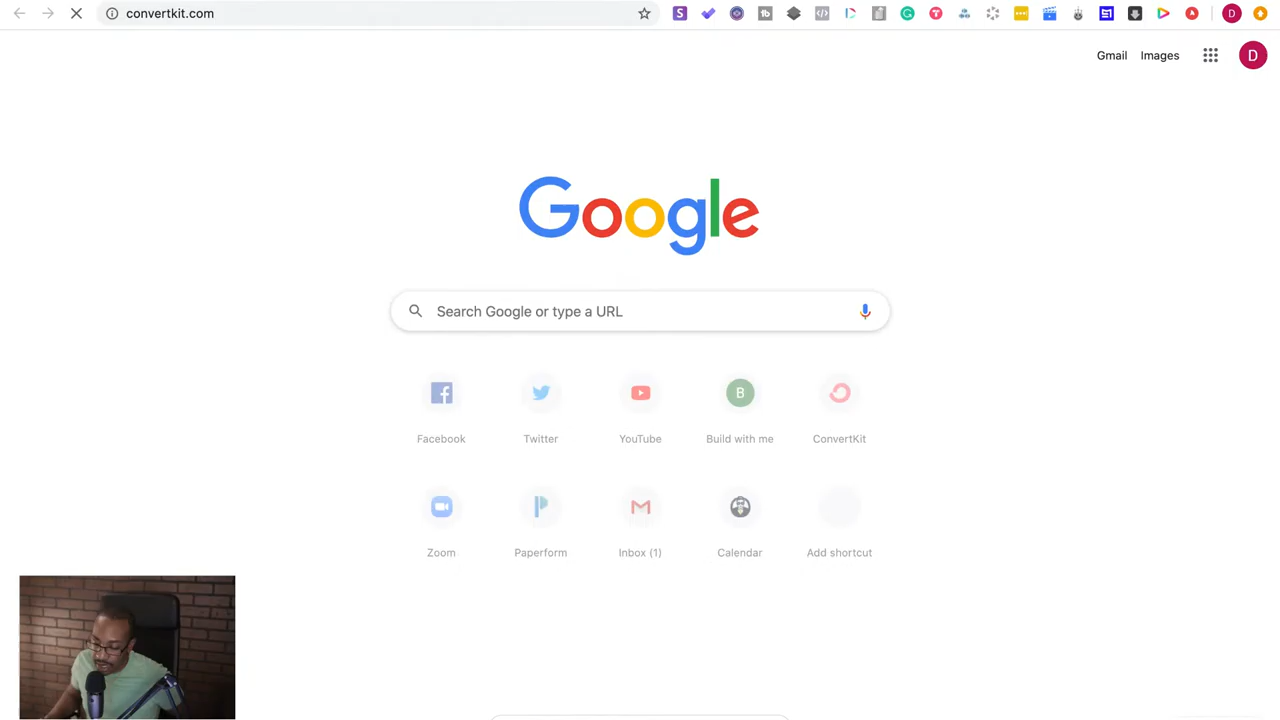 convertkit.com
Gmail Images D
Google
Search Google or type a URL
B
Facebook Twitter YouTube Build with me ConvertKit
Zoom Paperform Inbox (1) Calendar Add shortcut